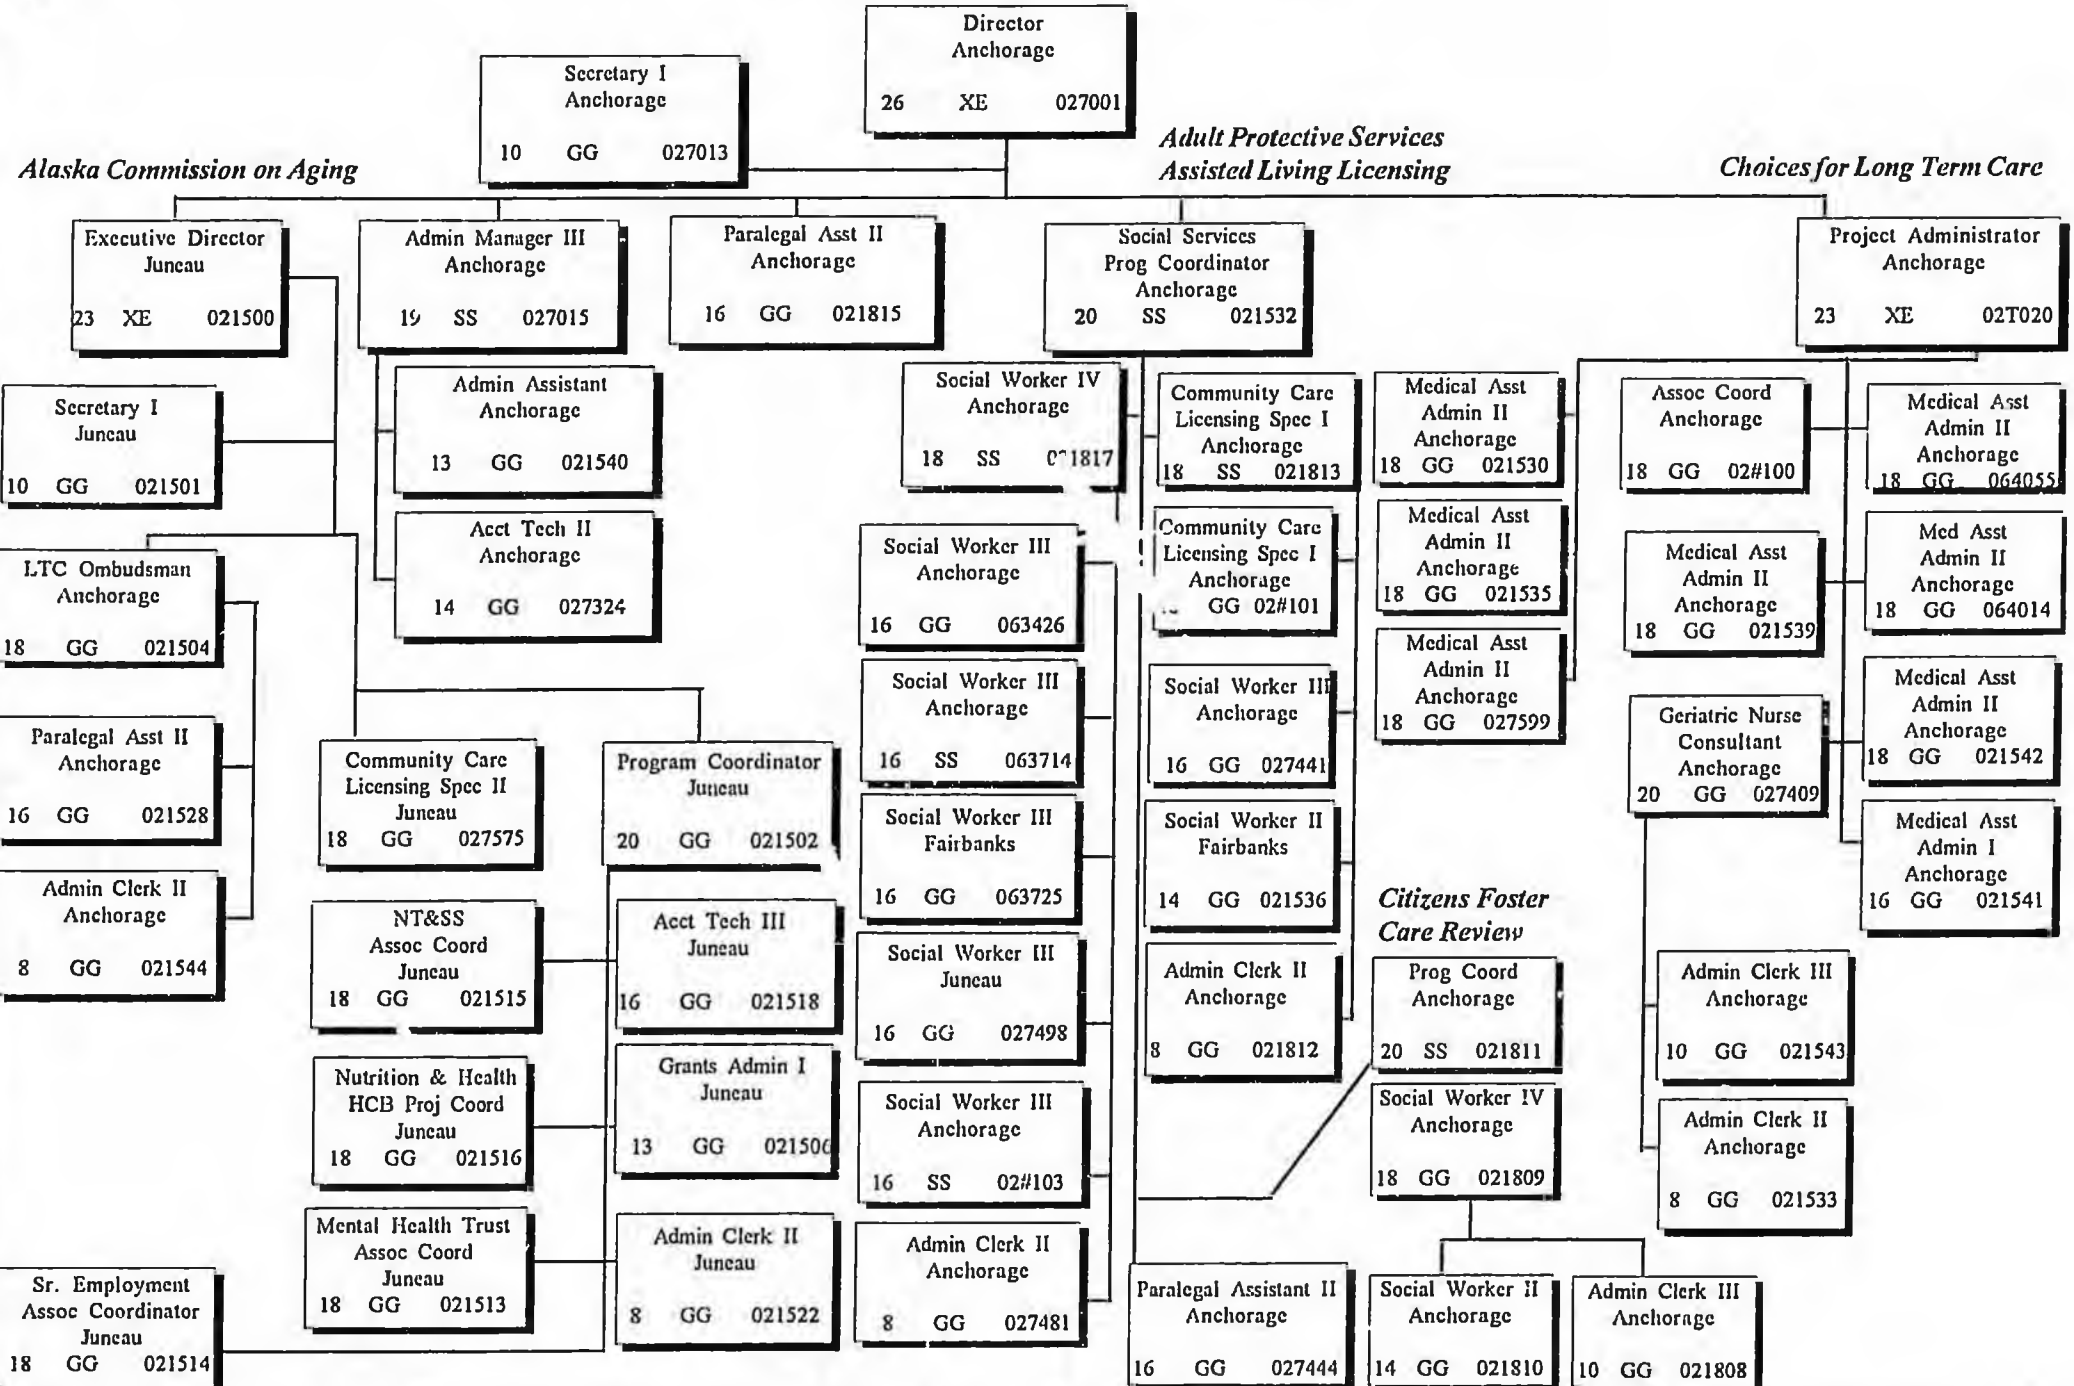 Director
Anchorage
26 XE 027001
Secretary I
Anchorage
10 GG 027013
Alaska Commission on Aging
Adult Protective Services
Assisted Living Licensing
Choices for Long Term Care
Executive Director
Juneau
23 XE 021500
Admin Manager III
Anchorage
19 SS 027015
Paralegal Asst II
Anchorage
16 GG 021815
Social Services
Prog Coordinator
Anchorage
20 SS 021532
Project Administrator
Anchorage
23 XE 02T020
Secretary I
Juneau
10 GG 021501
Admin Assistant
Anchorage
13 GG 021540
Acct Tech II
Anchorage
14 GG 027324
LTC Ombudsman
Anchorage
18 GG 021504
Paralegal Asst II
Anchorage
16 GG 021528
Admin Clerk II
Anchorage
8 GG 021544
Community Care
Licensing Spec II
Juneau
18 GG 027575
Program Coordinator
Juneau
20 GG 021502
NT&SS
Assoc Coord
Juneau
18 GG 021515
Acct Tech III
Juneau
16 GG 021518
Nutrition & Health
HCB Proj Coord
Juneau
18 GG 021516
Grants Admin I
Juneau
13 GG 021506
Mental Health Trust
Assoc Coord
Juneau
18 GG 021513
Admin Clerk II
Juneau
8 GG 021522
Sr. Employment
Assoc Coordinator
Juneau
18 GG 021514
Social Worker IV
Anchorage
18 SS
Social Worker III
Anchorage
16 GG 063426
Social Worker III
Anchorage
16 SS 063714
Social Worker III
Fairbanks
16 GG 063725
Social Worker III
Juneau
16 GG 027498
Social Worker III
Anchorage
16 SS 02#103
Admin Clerk II
Anchorage
8 GG 027481
Community Care
Licensing Spec I
Anchorage
18 SS 021813
Community Care
Licensing Spec I
Anchorage
GG 02#101
Social Worker III
Anchorage
16 GG 027441
Social Worker II
Fairbanks
14 GG 021536
Admin Clerk II
Anchorage
8 GG 021812
Paralegal Assistant II
Anchorage
16 GG 027444
Medical Asst
Admin II
Anchorage
18 GG 021530
Medical Asst
Admin II
Anchorage
18 GG 021535
Medical Asst
Admin II
Anchorage
18 GG 027599
Citizens Foster
Care Review
Prog Coord
Anchorage
20 SS 021811
Social Worker IV
Anchorage
18 GG 021809
Social Worker II
Anchorage
14 GG 021810
Admin Clerk III
Anchorage
10 GG 021808
Assoc Coord
Anchorage
18 GG 02#100
Medical Asst
Admin II
Anchorage
18 GG 064055
Medical Asst
Admin II
Anchorage
18 GG 021539
Med Asst
Admin II
Anchorage
18 GG 064014
Geriatric Nurse
Consultant
Anchorage
20 GG 027409
Medical Asst
Admin II
Anchorage
18 GG 021542
Medical Asst
Admin I
Anchorage
16 GG 021541
Admin Clerk III
Anchorage
10 GG 021543
Admin Clerk II
Anchorage
8 GG 021533